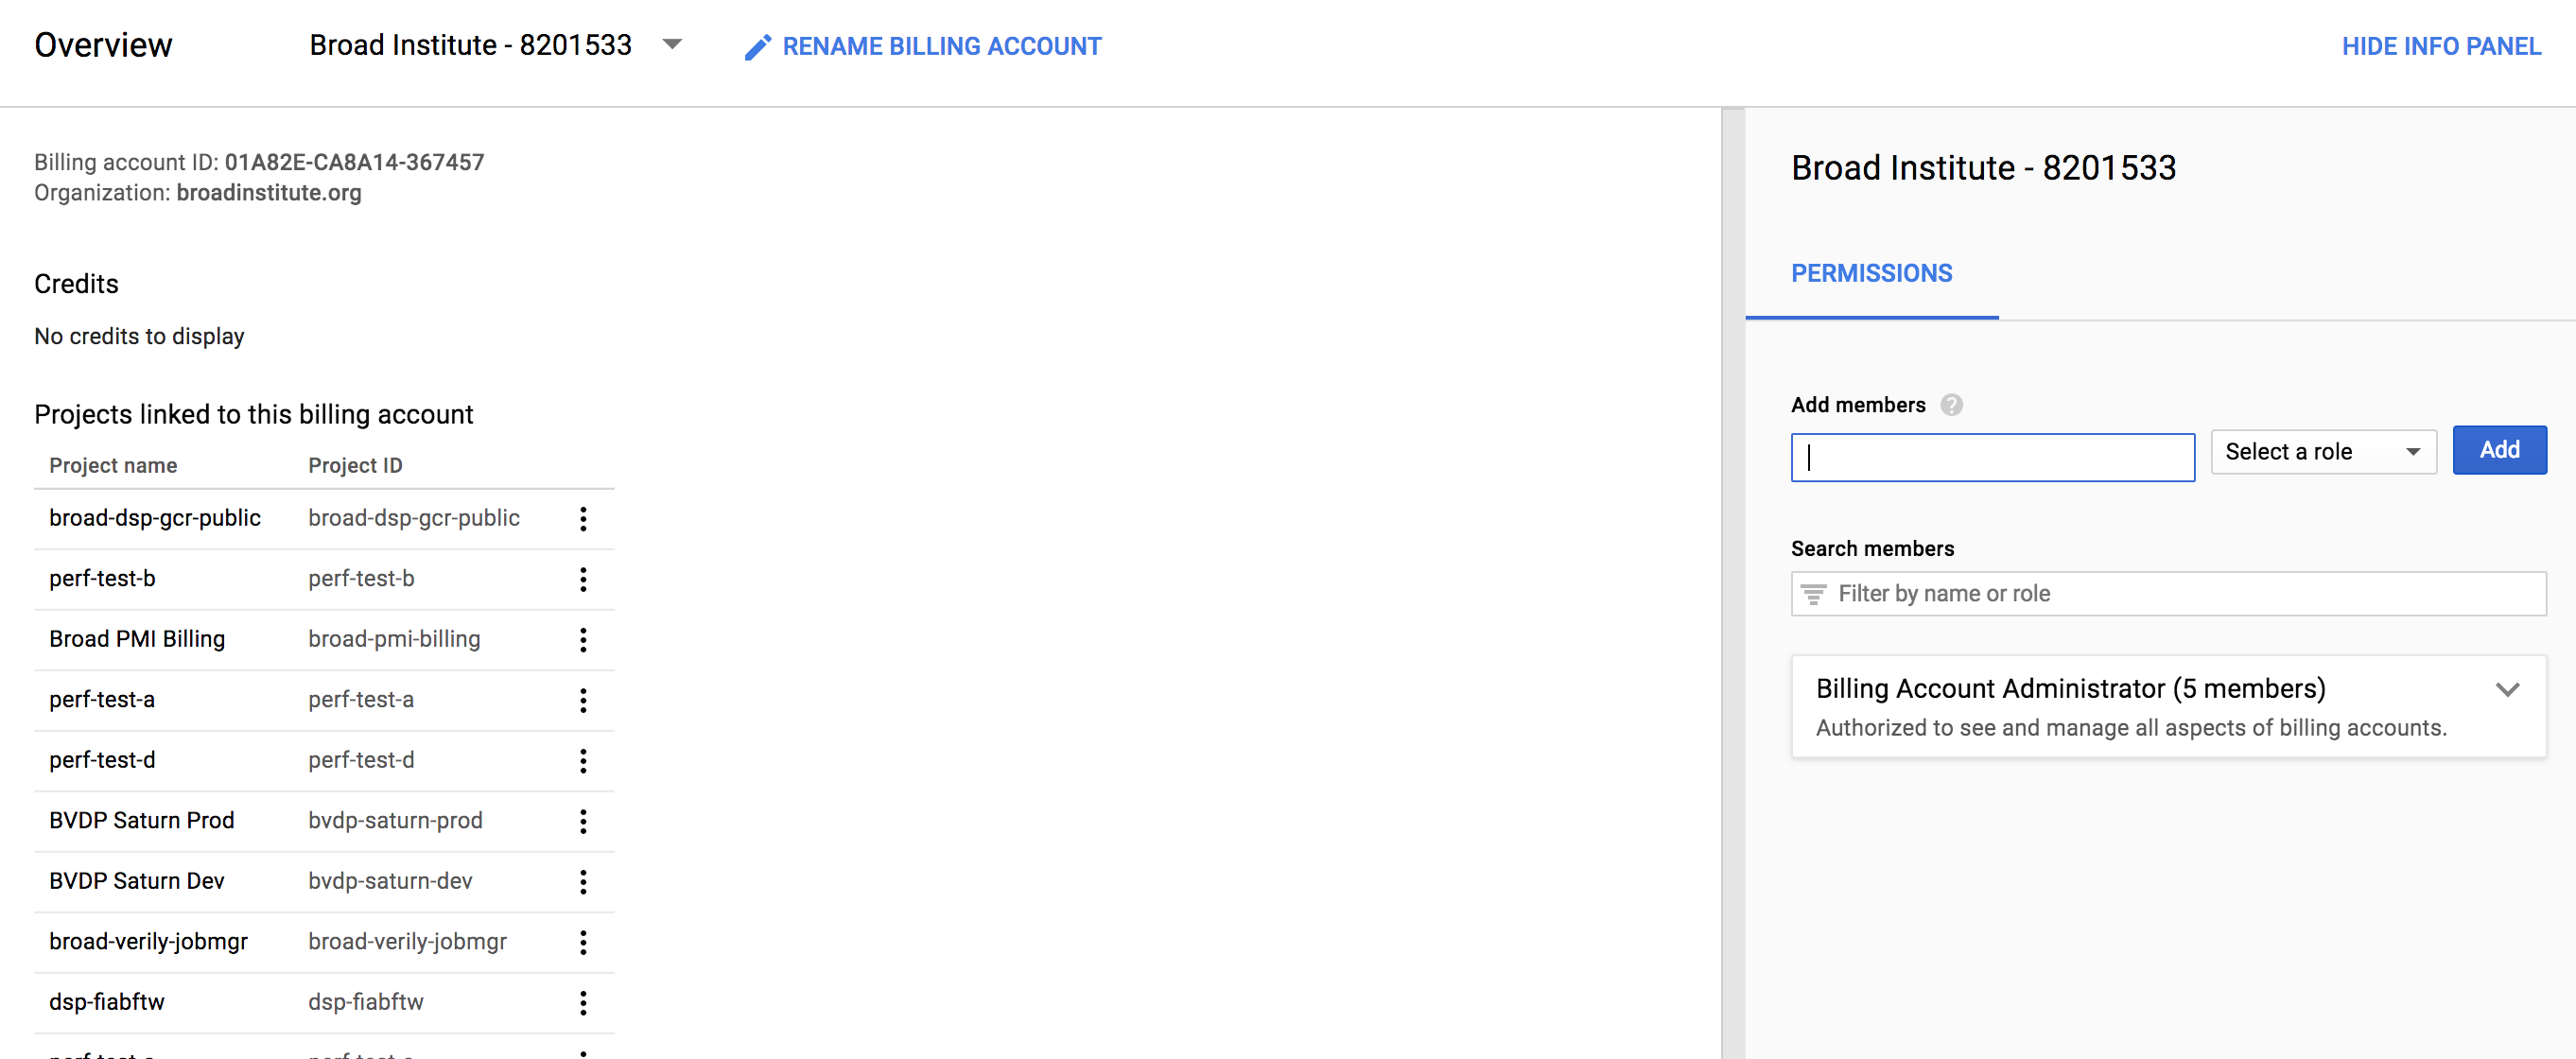 Overview
Broad Institute - 8201533
RENAME BILLING ACCOUNT
HIDE INFO PANEL
Billing account ID: 01A82E-CA8A14-367457
Organization: broadinstitute.org
Credits
No credits to display
Projects linked to this billing account
Project name Project ID
broad-dsp-gcr-public broad-dsp-gcr-public
perf-test-b perf-test-b
Broad PMI Billing broad-pmi-billing
perf-test-a perf-test-a
perf-test-d perf-test-d
BVDP Saturn Prod bvdp-saturn-prod
BVDP Saturn Dev bvdp-saturn-dev
broad-verily-jobmgr broad-verily-jobmgr
dsp-fiabftw dsp-fiabftw
Broad Institute - 8201533
PERMISSIONS
Add members ?
Select a role
Add
Search members
Filter by name or role
Billing Account Administrator (5 members)
Authorized to see and manage all aspects of billing accounts.